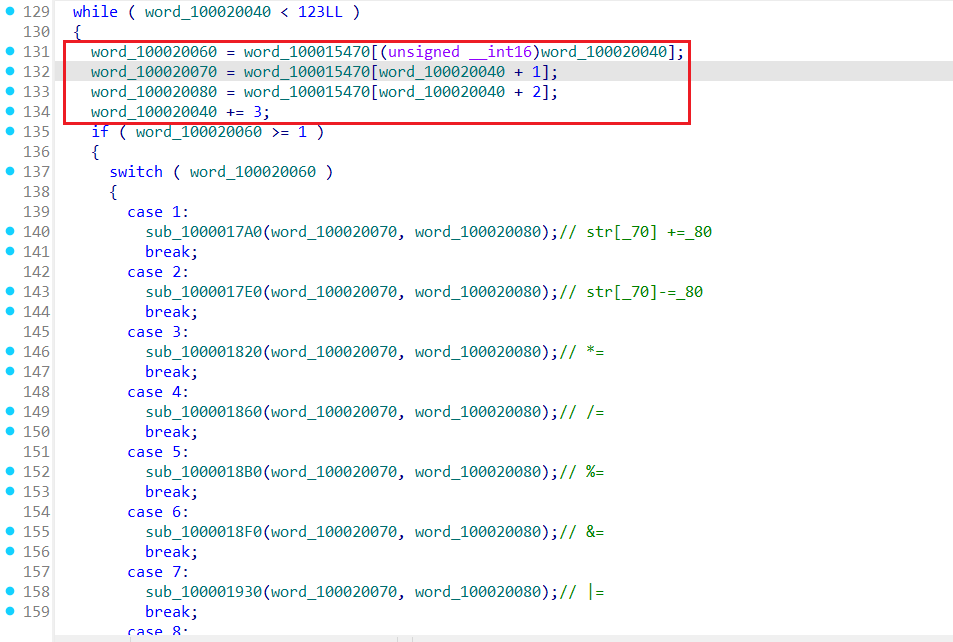 129 while ( word_100020040 < 123LL )
130 {
131 word_100020060 = word_100015470[(unsigned __int16)word_100020040];
132 word_100020070 = word_100015470[word_100020040 + 1];
133 word_100020080 = word_100015470[word_100020040 + 2];
134 word_100020040 += 3;
135 if ( word_100020060 >= 1 )
136 {
137 switch ( word_100020060 )
138 {
139 case 1:
140 sub_1000017A0(word_100020070, word_100020080);// str[_70] +=_80
141 break;
142 case 2:
143 sub_1000017E0(word_100020070, word_100020080);// str[_70]-=_80
144 break;
145 case 3:
146 sub_100001820(word_100020070, word_100020080);// *=
147 break;
148 case 4:
149 sub_100001860(word_100020070, word_100020080);// /=
150 break;
151 case 5:
152 sub_1000018B0(word_100020070, word_100020080);// %=
153 break;
154 case 6:
155 sub_1000018F0(word_100020070, word_100020080);// &=
156 break;
157 case 7:
158 sub_100001930(word_100020070, word_100020080);// |=
159 break;
case 8: